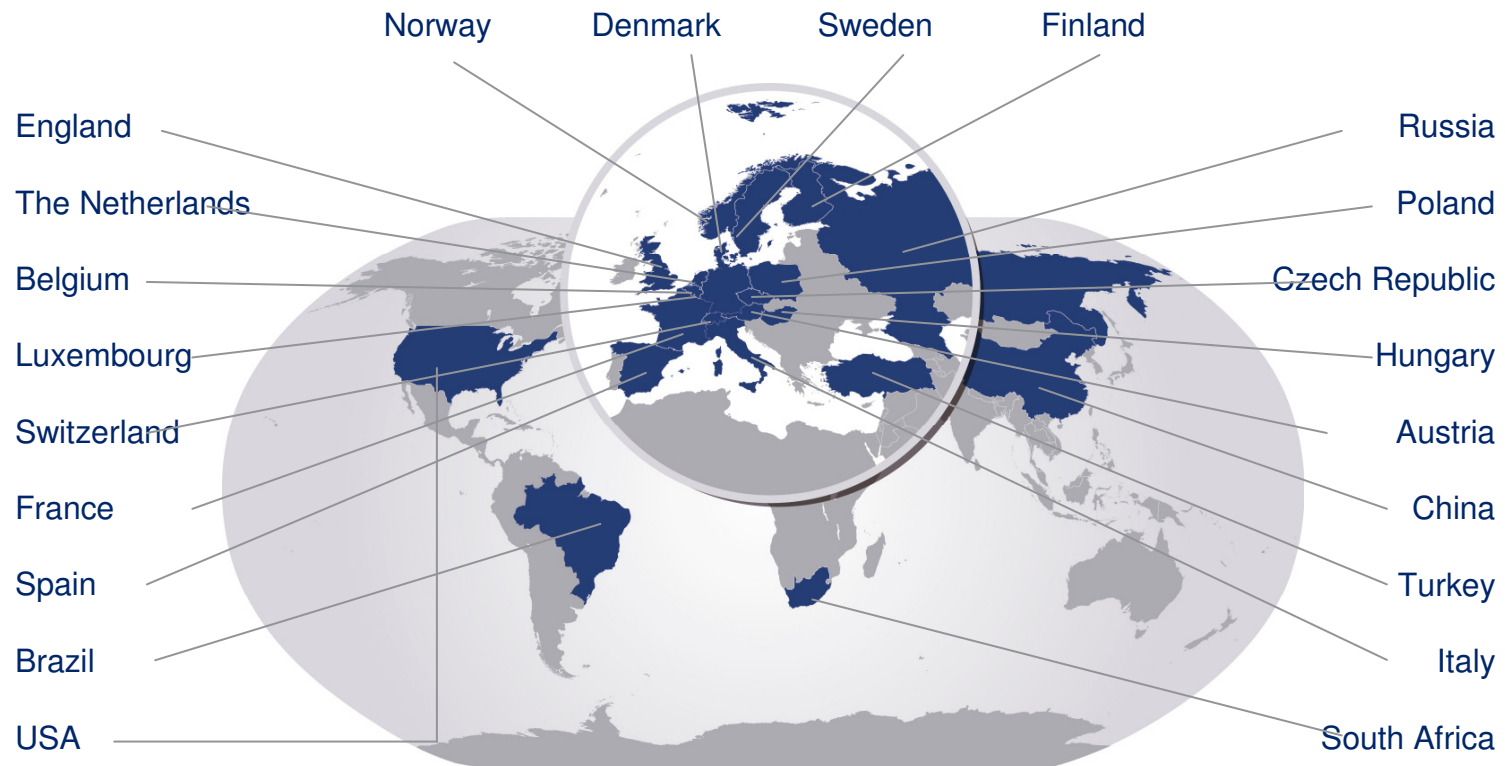 Norway
Denmark
Sweden
Finland
England
The Netherlands
Belgium
Luxembourg
Switzerland
France
Spain
Brazil
USA
Russia
Poland
Czech Republic
Hungary
Austria
China
Turkey
Italy
South Africa